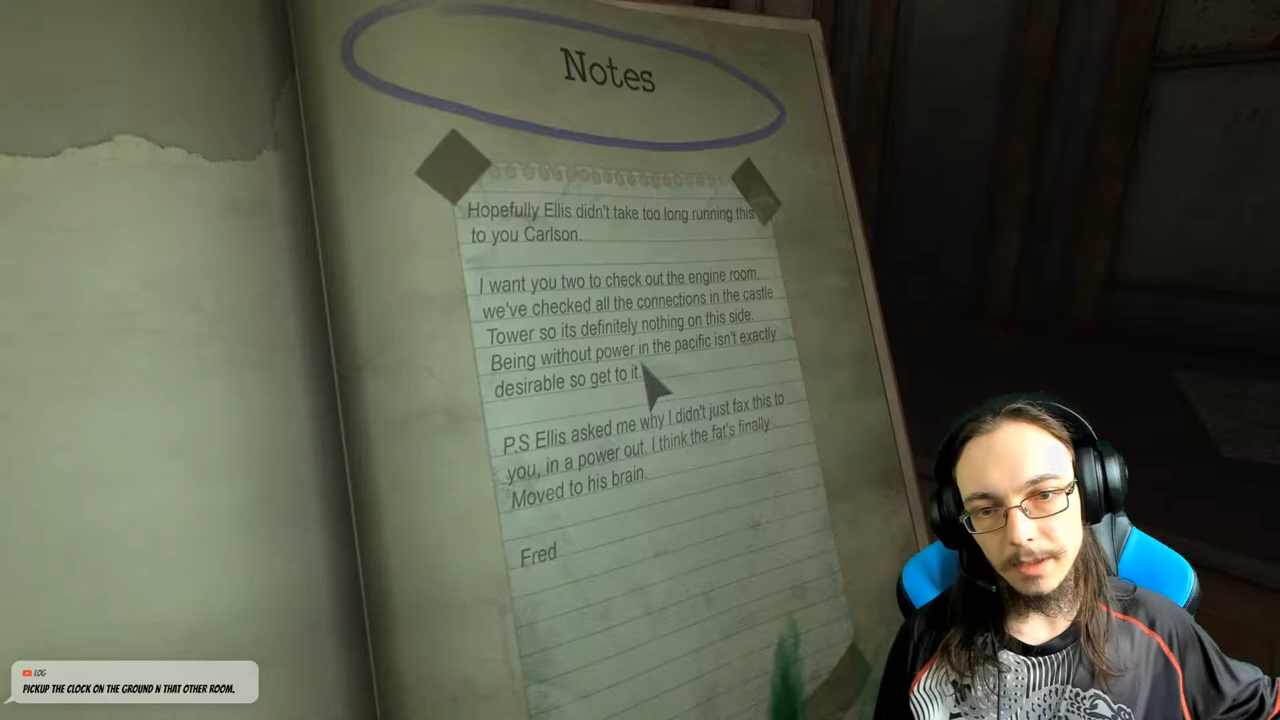 Notes
Hopefully Ellis didn't take too long running this
to you Carlson.
I want you two to check out the engine room,
we've checked all the connections in the castle
Tower so its definitely nothing on this side.
Being without power in the pacific isn't exactly
desirable so get to it.
P.S Ellis asked me why I didn't just fax this to
you, in a power out, I think the fat's finally
Moved to his brain.
Fred
LOG
PICKUP THE CLOCK ON THE GROUND N THAT OTHER ROOM.